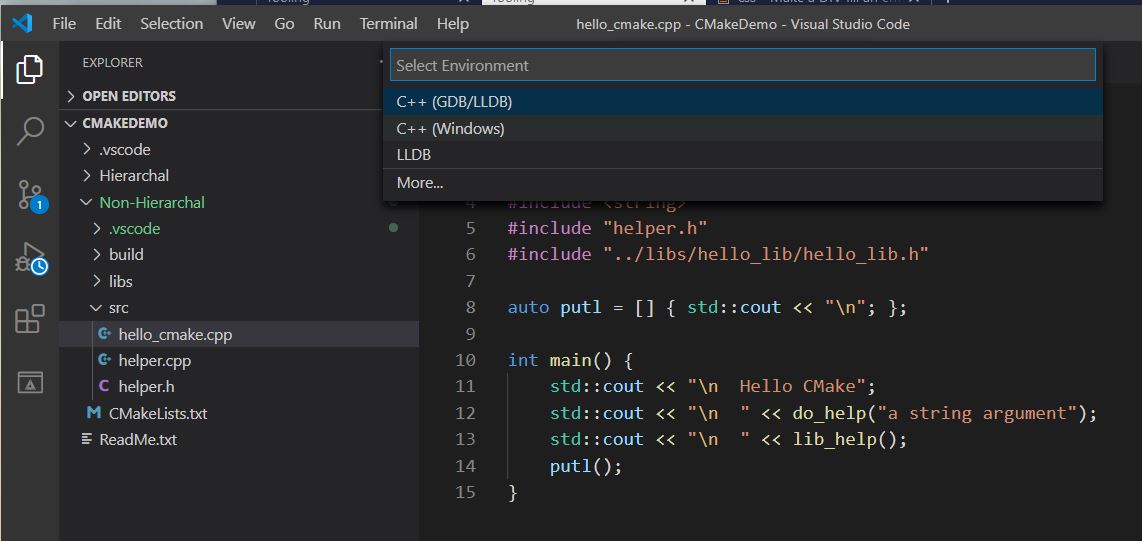 File Edit Selection View Go Run Terminal Help hello_cmake.cpp - CMakeDemo - Visual Studio Code
EXPLORER
OPEN EDITORS
CMAKEDEMO
.vscode
Hierarchal
Non-Hierarchal
.vscode
build
libs
src
hello_cmake.cpp
helper.cpp
helper.h
CMakeLists.txt
ReadMe.txt
1
Select Environment
C++ (GDB/LLDB)
C++ (Windows)
LLDB
More...
4 #include <string>
5 #include "helper.h"
6 #include "../libs/hello_lib/hello_lib.h"
7
8 auto putl = [] { std::cout << "\n"; };
9
10 int main() {
11 std::cout << "\n  Hello CMake";
12 std::cout << "\n  " << do_help("a string argument");
13 std::cout << "\n  " << lib_help();
14 putl();
15 }